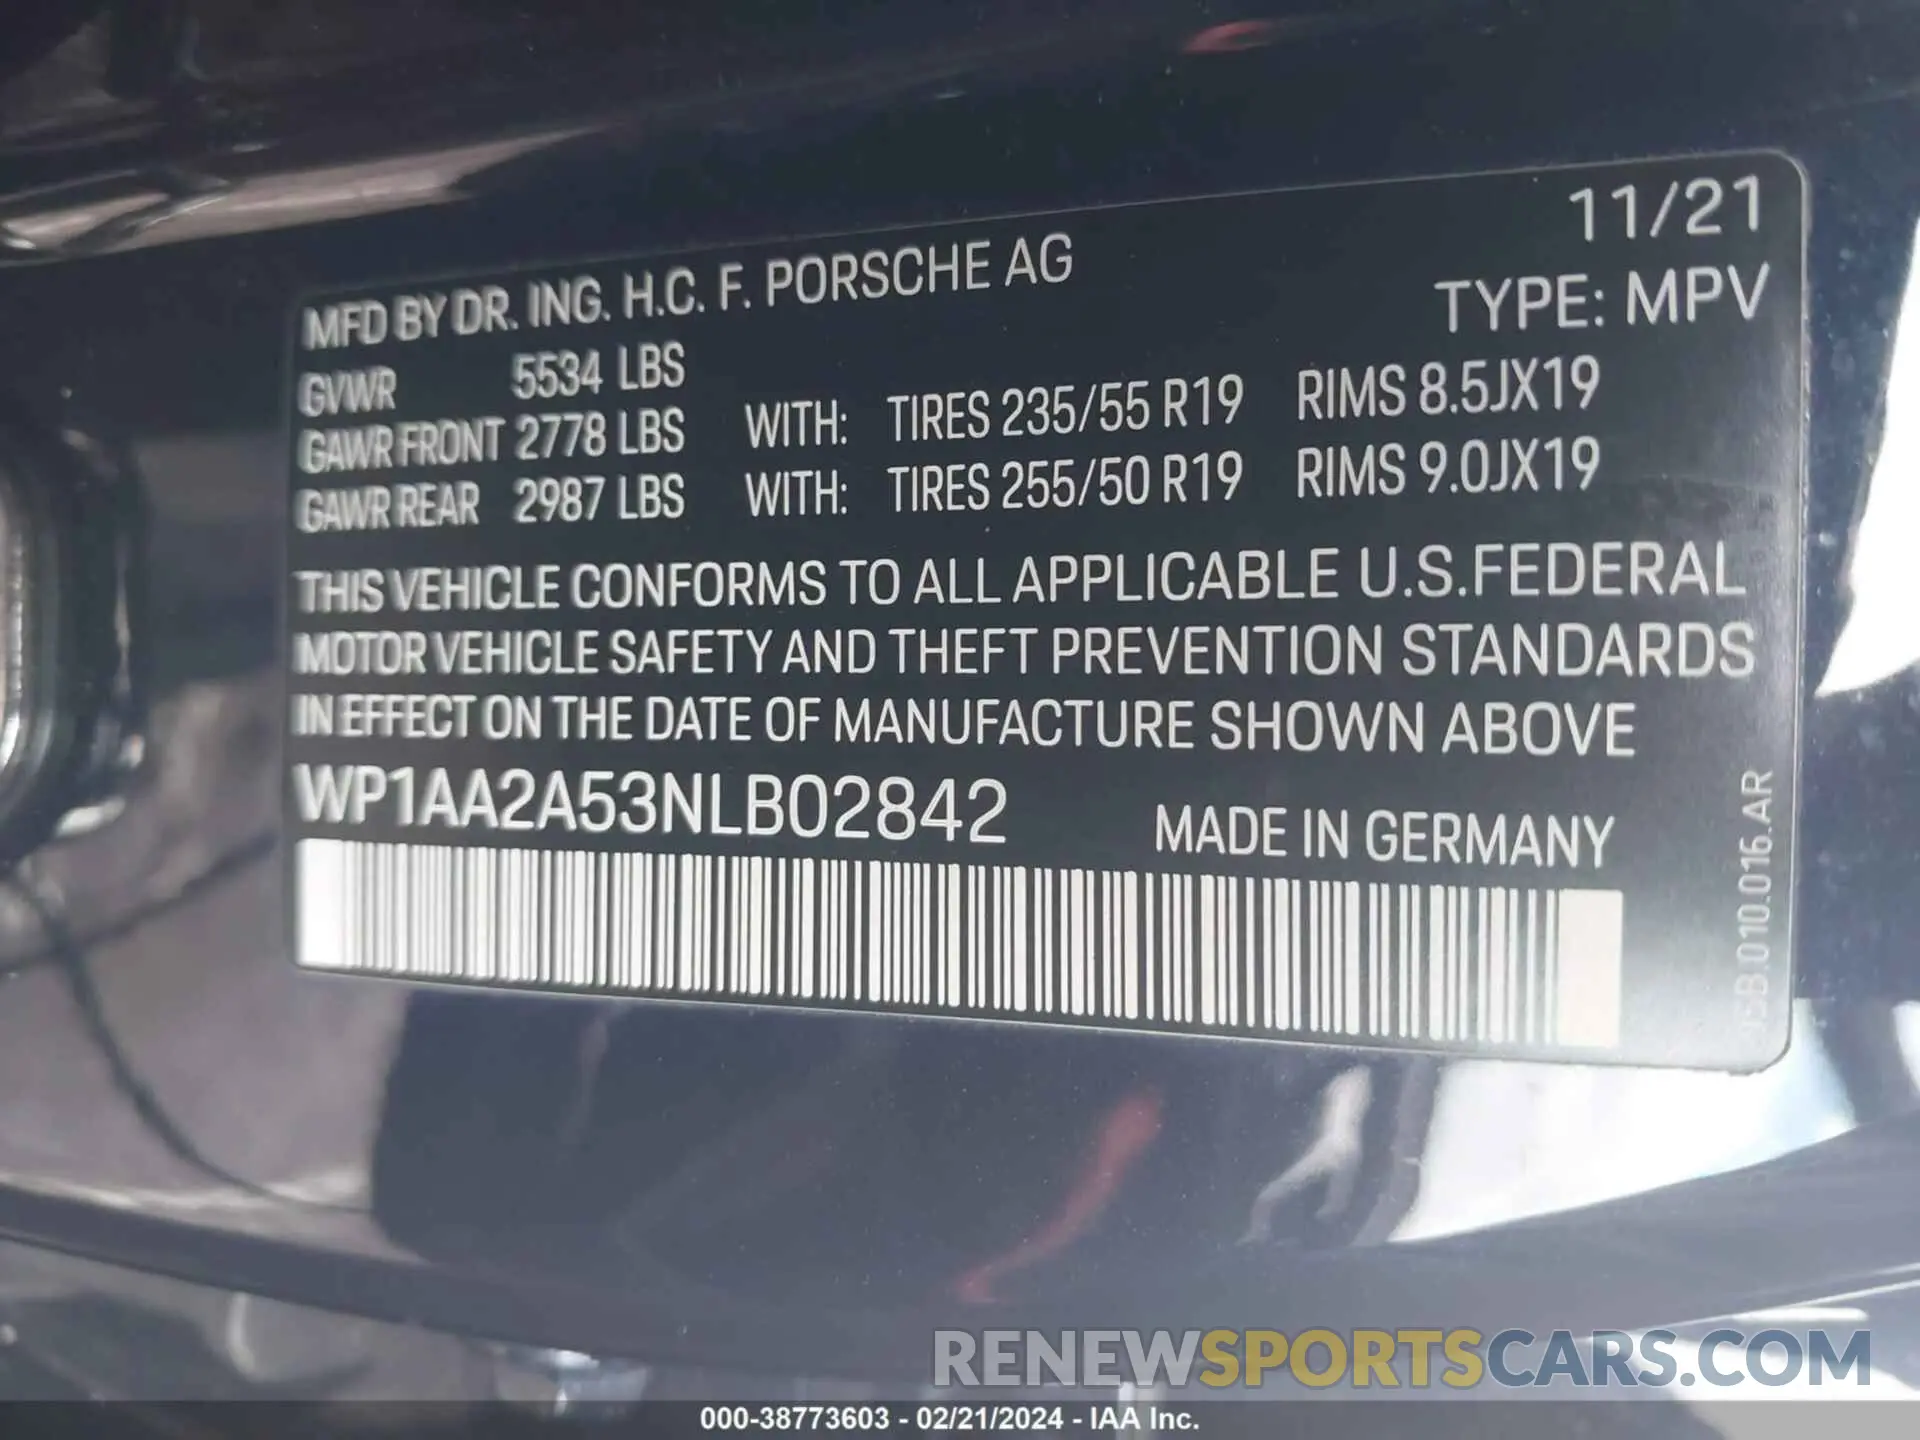 11/21
MFD BY DR. ING. H.C. F. PORSCHE AG
TYPE: MPV
GVWR 5534 LBS
GAWR FRONT 2778 LBS WITH: TIRES 235/55 R19 RIMS 8.5JX19
GAWR REAR 2987 LBS WITH: TIRES 255/50 R19 RIMS 9.0JX19
THIS VEHICLE CONFORMS TO ALL APPLICABLE U.S.FEDERAL
MOTOR VEHICLE SAFETY AND THEFT PREVENTION STANDARDS
IN EFFECT ON THE DATE OF MANUFACTURE SHOWN ABOVE
WP1AA2A53NLB02842
MADE IN GERMANY
RENEWSPORTSCARS.COM
000-38773603 - 02/21/2024 - IAA Inc.